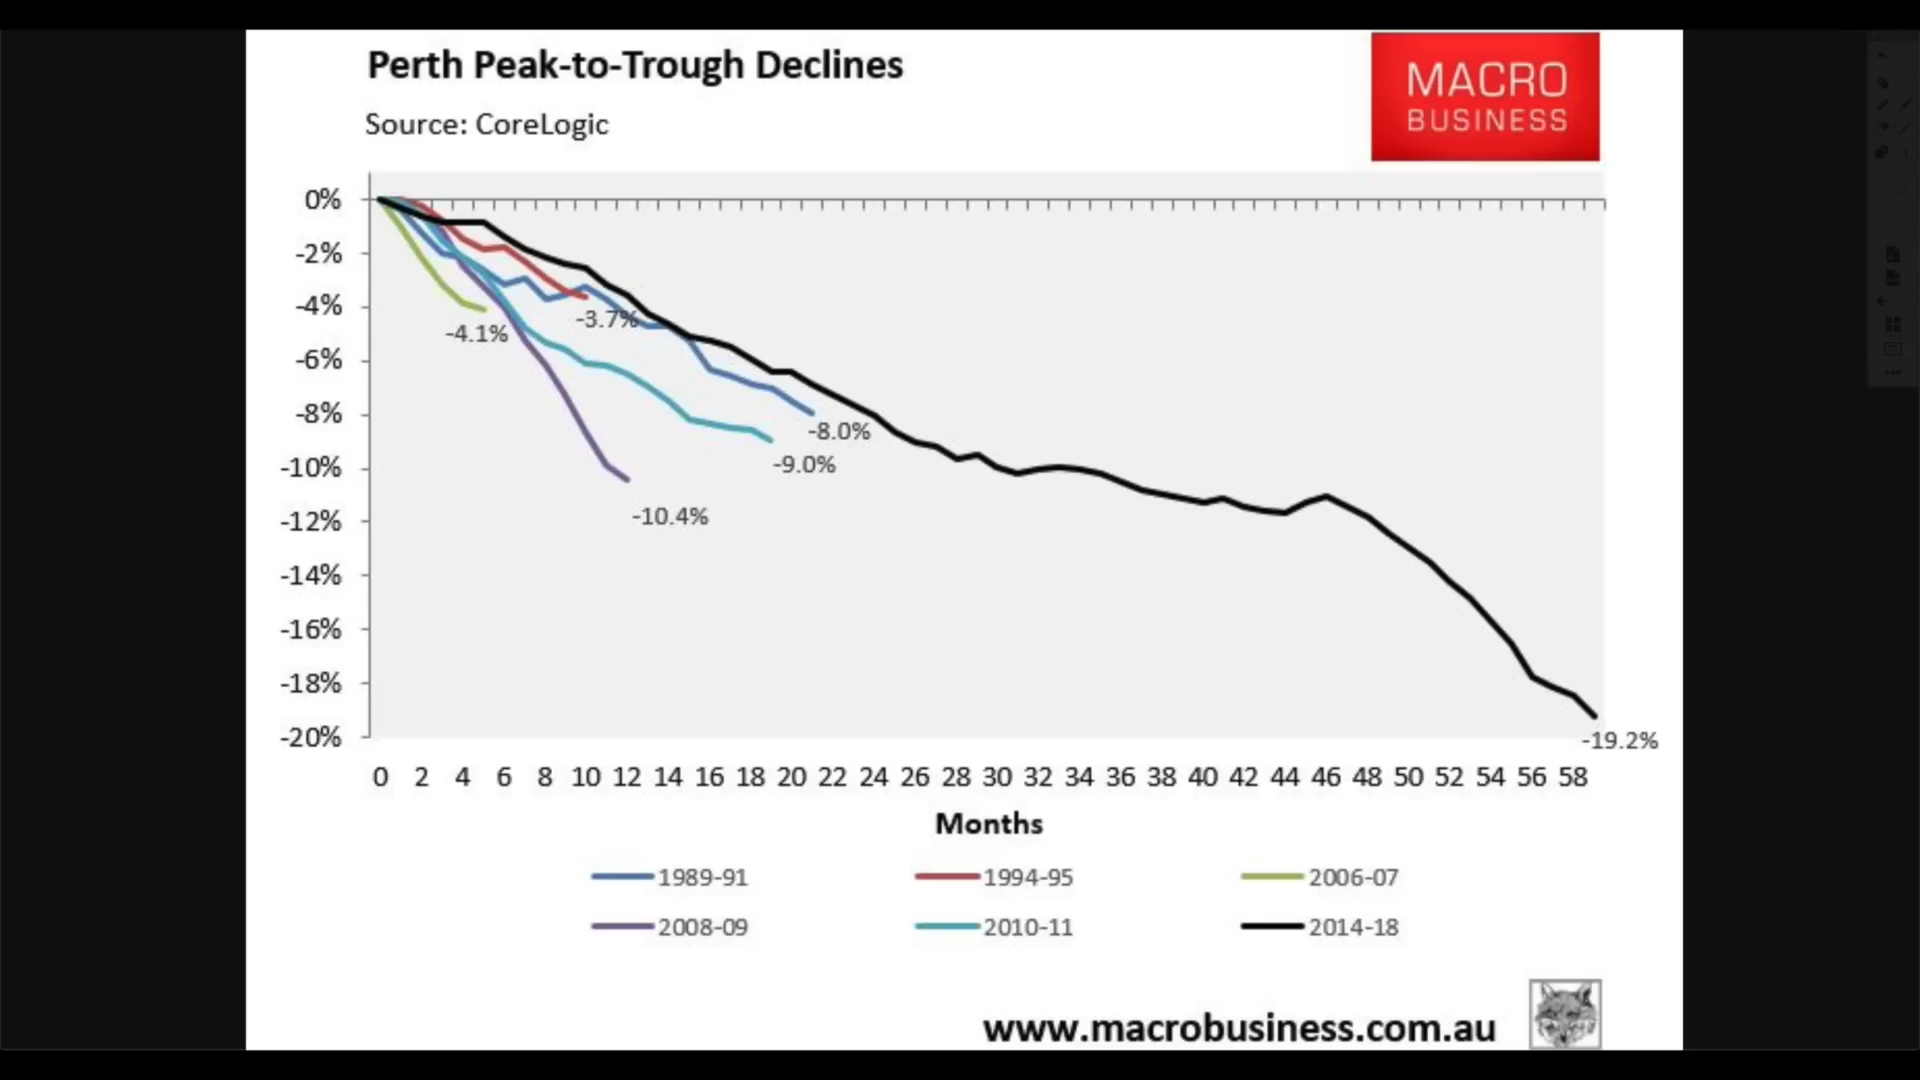 Perth Peak-to-Trough Declines
Source: CoreLogic
MACRO
BUSINESS
0%
-2%
-4%
-6%
-8%
-10%
-12%
-14%
-16%
-18%
-20%
-4.1%
-3.7%
-8.0%
-9.0%
-10.4%
-19.2%
0 2 4 6 8 10 12 14 16 18 20 22 24 26 28 30 32 34 36 38 40 42 44 46 48 50 52 54 56 58
Months
1989-91 1994-95 2006-07
2008-09 2010-11 2014-18
www.macrobusiness.com.au